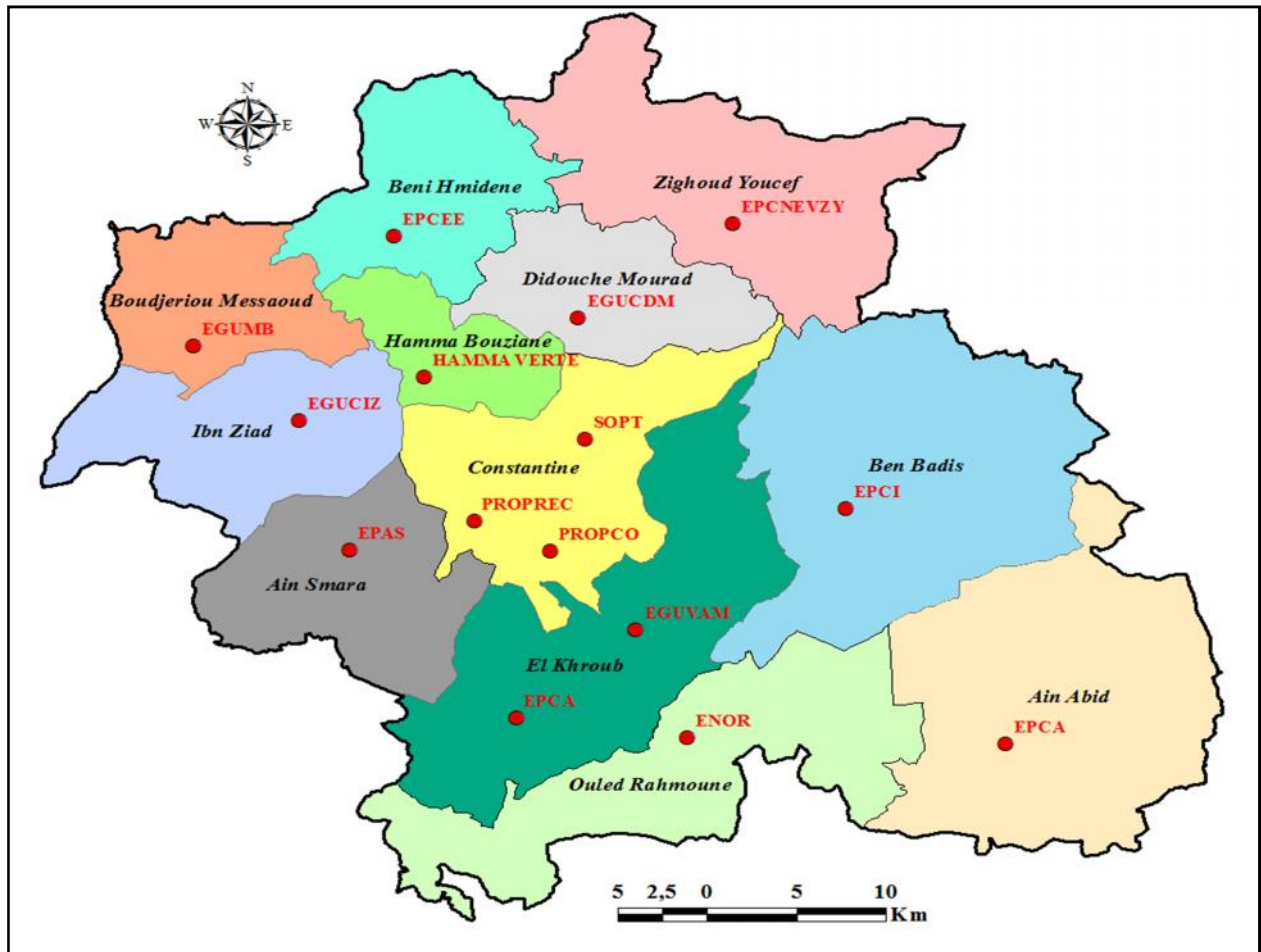 N
W E
S
Beni Hmidene
EPCEE
Zighoud Youcef
EPCNEVZY
Didouche Mourad
EGUCDM
Boudjeriou Messaoud
EGUMB
Hamma Bouziane
HAMMA VERTE
Ibn Ziad
EGUCIZ
SOPT
Constantine
PROPREC
PROPCO
Ben Badis
EPCI
EPAS
Ain Smara
EGUVAM
El Khroub
EPCA
ENOR
Ouled Rahmoune
Ain Abid
EPCA
5 2,5 0 5 10
Km